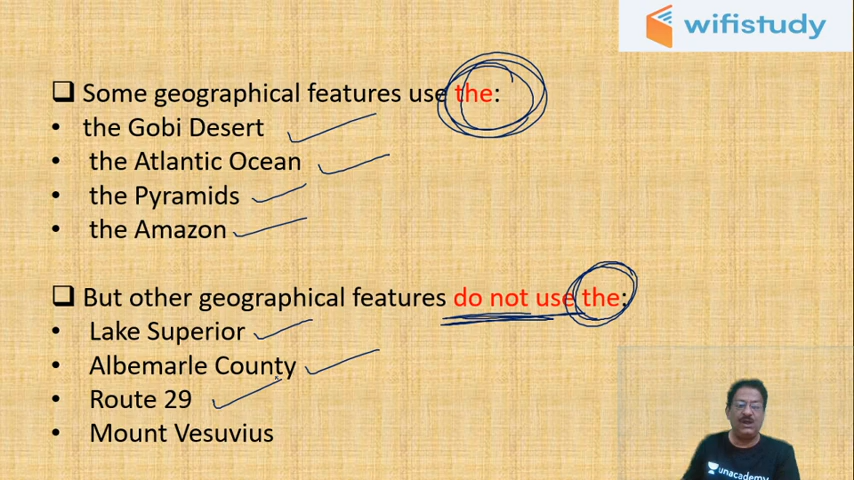 wifistudy
❑ Some geographical features use the:
• the Gobi Desert
• the Atlantic Ocean
• the Pyramids
• the Amazon
❑ But other geographical features do not use the:
• Lake Superior
• Albemarle County
• Route 29
• Mount Vesuvius
unacademy